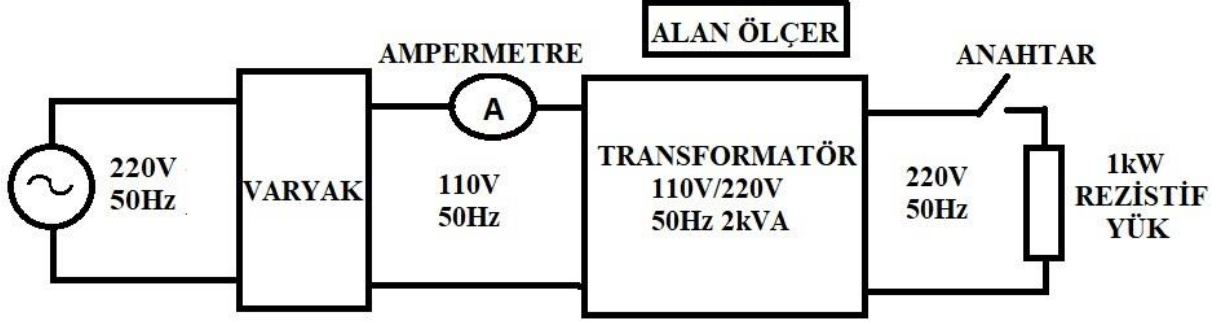 ALAN ÖLÇER
AMPERMETRE
ANAHTAR
A
220V
50Hz
VARYAK
110V
50Hz
TRANSFORMATÖR
110V/220V
50Hz 2kVA
220V
50Hz
1kW
REZİSTİF
YÜK